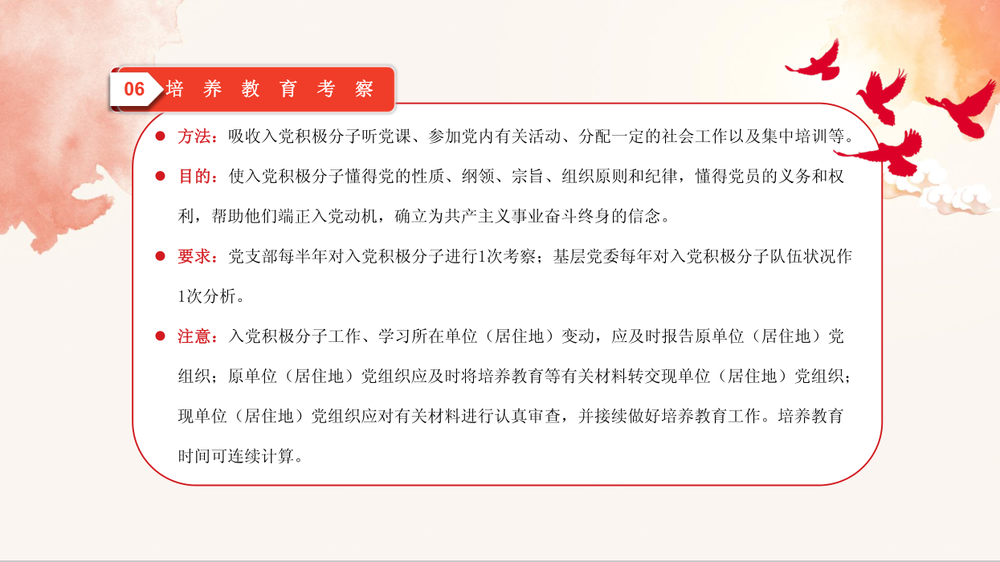 06 培养教育考察
方法：吸收入党积极分子听党课、参加党内有关活动、分配一定的社会工作以及集中培训等。
目的：使入党积极分子懂得党的性质、纲领、宗旨、组织原则和纪律，懂得党员的义务和权
利，帮助他们端正入党动机，确立为共产主义事业奋斗终身的信念。
要求：党支部每半年对入党积极分子进行1次考察；基层党委每年对入党积极分子队伍状况作
1次分析。
注意：入党积极分子工作、学习所在单位（居住地）变动，应及时报告原单位（居住地）党
组织；原单位（居住地）党组织应及时将培养教育等有关材料转交现单位（居住地）党组织；
现单位（居住地）党组织应对有关材料进行认真审查，并接续做好培养教育工作。培养教育
时间可连续计算。